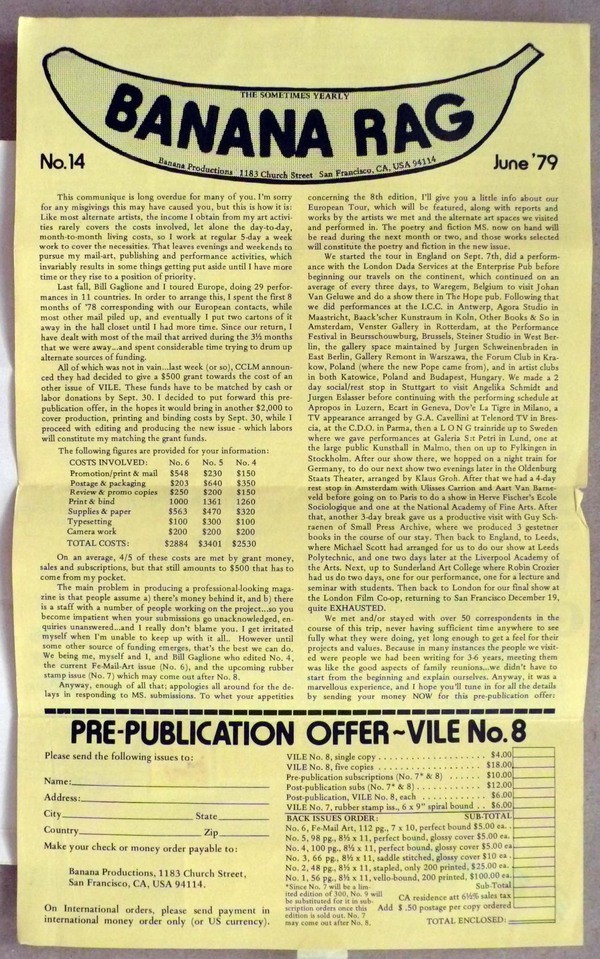 THE SOMETIMES YEARLY
BANANA RAG
Banana Productions 1183 Church Street San Francisco, CA, USA 94114
No.14
June '79
This communique is long overdue for many of you. I'm sorry
for any misgivings this may have caused you, but this is how it is:
Like most alternate artists, the income I obtain from my art activi-
ties rarely covers the costs involved, let alone the day-to-day,
month-to-month living costs, so I work at regular 5-day a week
work to cover the necessities. That leaves evenings and weekends to
pursue my mail-art, publishing and performance activities, which
invariably results in some things getting put aside until I have more
time or they rise to a position of priority.
Last fall, Bill Gaglione and I toured Europe, doing 29 perfor-
mances in 11 countries. In order to arrange this, I spent the first 8
months of '78 corresponding with our European contacts, while
most other mail piled up, and eventually I put two cartons of it
away in the hall closet until I had more time. Since our return, I
have dealt with most of the mail that arrived during the 3½ months
that we were away...and spent considerable time trying to drum up
alternate sources of funding.
All of which was not in vain...last week (or so), CCLM announ-
ced they had decided to give a $500 grant towards the cost of an
other issue of VILE. These funds have to be matched by cash or
labor donations by Sept. 30. I decided to put forward this pre-
publication offer, in the hopes it would bring in another $2,000 to
cover production, printing and binding costs by Sept. 30, while I
proceed with editing and producing the new issue - which labors
will constitute my matching the grant funds.
The following figures are provided for your information:
COSTS INVOLVED: No. 6 No. 5 No. 4
Promotion/print & mail $548 $230 $150
Postage & packaging $203 $640 $350
Review & promo copies $250 $200 $150
Print & bind 1000 1361 1260
Supplies & paper $563 $470 $320
Typesetting $100 $300 $100
Camera work $200 $200 $200
TOTAL COSTS: $2884 $3401 $2530
On an average, 4/5 of these costs are met by grant money,
sales and subscriptions, but that still amounts to $500 that has to
come from my pocket.
The main problem in producing a professional-looking maga-
zine is that people assume a) there's money behind it, and b) there
is a staff with a number of people working on the project...so you
become impatient when your submissions go unacknowledged, en-
quiries unanswered...and I really don't blame you. I get irritated
myself when I'm unable to keep up with it all.. However until
some other source of funding emerges, that's the best we can do.
We being me, myself and I, and Bill Gaglione who edited No. 4,
the current Fe-Mail-Art issue (No. 6), and the upcoming rubber
stamp issue (No. 7) which may come out after No. 8.
Anyway, enough of all that; apologies all around for the de-
lays in responding to MS. submissions. To whet your appetities
concerning the 8th edition, I'll give you a little info about our
European Tour, which will be featured, along with reports and
works by the artists we met and the alternate art spaces we visited
and performed in. The poetry and fiction MS. now on hand will
be read during the next month or two, and those works selected
will constitute the poetry and fiction in the new issue.
We started the tour in England on Sept. 7th, did a perform-
ance with the London Dada Services at the Enterprise Pub before
beginning our travels on the continent, which continued on an
average of every three days, to Waregem, Belgium to visit Johan
Van Geluwe and do a show there in The Hope pub. Following that
we did performances at the I.C.C. in Antwerp, Agora Studio in
Maastricht, Baack'scher Kunstraum in Koln, Other Books & So in
Amsterdam, Venster Gallery in Rotterdam, at the Performance
Festival in Beursschouwburg, Brussels, Steiner Studio in West Ber-
lin, the gallery space maintained by Jurgen Schweinebraden in
East Berlin, Gallery Remont in Warszawa, the Forum Club in Kra-
kow, Poland (where the new Pope came from), and in artist clubs
in both Katowice, Poland and Budapest, Hungary. We made a 2
day social/rest stop in Stuttgart to visit Angelika Schmidt and
Jurgen Eslasser before continuing with the performing schedule at
Apropos in Luzern, Ecart in Geneva, Dov'e La Tigre in Milano, a
TV appearance arranged by G.A. Cavellini at Telenord TV in Bres-
cia, at the C.D.O. in Parma, then a L O N G trainride up to Sweden
where we gave performances at Galeria S:t Petri in Lund, one at
the large public Kunsthall in Malmo, then on up to Fylkingen in
Stockholm. After our show there, we hopped on a night train for
Germany, to do our next show two evenings later in the Oldenburg
Staats Theater, arranged by Klaus Groh. After that we had a 4-day
rest stop in Amsterdam with Ulisses Carrion and Aart Van Barne-
veld before going on to Paris to do a show in Herve Fischer's Ecole
Sociologique and one at the National Academy of Fine Arts. After
that, another 3-day break gave us a productive visit with Guy Sch-
raenen of Small Press Archive, where we produced 3 gestetner
books in the course of our stay. Then back to England, to Leeds,
where Michael Scott had arranged for us to do our show at Leeds
Polytechnic, and one two days later at the Liverpool Academy of
the Arts. Next, up to Sunderland Art College where Robin Crozier
had us do two days, one for our performance, one for a lecture and
seminar with students. Then back to London for our final show at
the London Film Co-op, returning to San Francisco December 19,
quite EXHAUSTED.
We met and/or stayed with over 50 correspondents in the
course of this trip, never having sufficient time anywhere to see
fully what they were doing, yet long enough to get a feel for their
projects and values. Because in many instances the people we visit-
ed were people we had been writing for 3-6 years, meeting them
was like the good aspects of family reunions...we didn't have to
start from the beginning and explain ourselves. Anyway, it was a
marvellous experience, and I hope you'll tune in for all the details
by sending your money NOW for this pre-publication offer:
PRE-PUBLICATION OFFER~VILE No. 8
Please send the following issues to:
Name:
Address:
City State
Country Zip
Make your check or money order payable to:
Banana Productions, 1183 Church Street,
San Francisco, CA, USA 94114.
On International orders, please send payment in
international money order only (or US currency).
VILE No. 8, single copy . . . $4.00
VILE No. 8, five copies . . . $18.00
Pre-publication subscriptions (No. 7* & 8) . . . $10.00
Post-publication subs (No. 7* & 8) . . . $12.00
Post-publication, VILE No. 8, each . . . $6.00
VILE No. 7, rubber stamp iss., 6 x 9" spiral bound . . $6.00
BACK ISSUES ORDER: SUB-TOTAL
No. 6, Fe-Mail Art, 112 pg., 7 x 10, perfect bound $5.00 ea.
No. 5, 98 pg., 8½ x 11, perfect bound, glossy cover $5.00 ea.
No. 4, 100 pg., 8½ x 11, perfect bound, glossy cover $5.00 ea
No. 3, 66 pg., 8½ x 11, saddle stitched, glossy cover $10 ea.
No. 2, 48 pg., 8½ x 11, stapled, only 200 printed, $25.00 ea.
No. 1, 56 pg., 8½ x 11, vello-bound, 200 printed, $100.00 ea.
*Since No. 7 will be a lim-
ited edition of 300, No. 9 will
be substituted for it in sub-
scription orders once this
edition is sold out. No. 7
may come out after No. 8.
Sub-Total
CA residence att 6½% sales tax
Add $ .50 postage per copy ordered
TOTAL ENCLOSED: